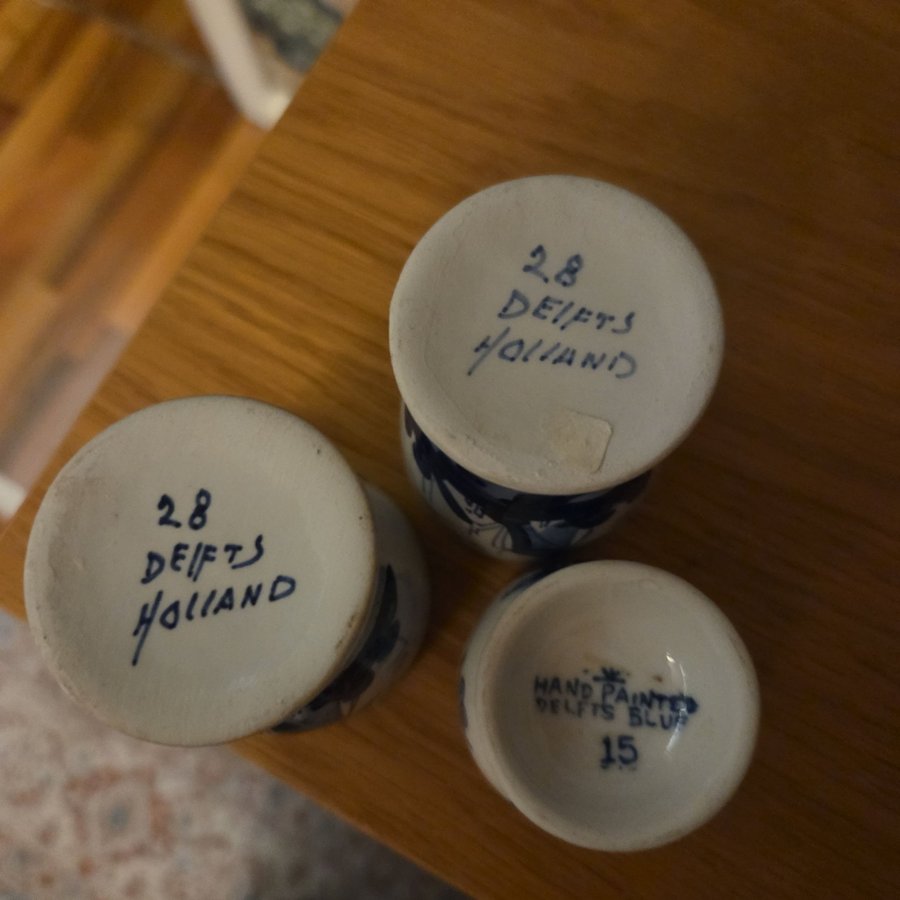 28
DElFTS
HOllAND
28
DElFTS
HOllAND
HAND PAINTED
DELFTS BLUE
15